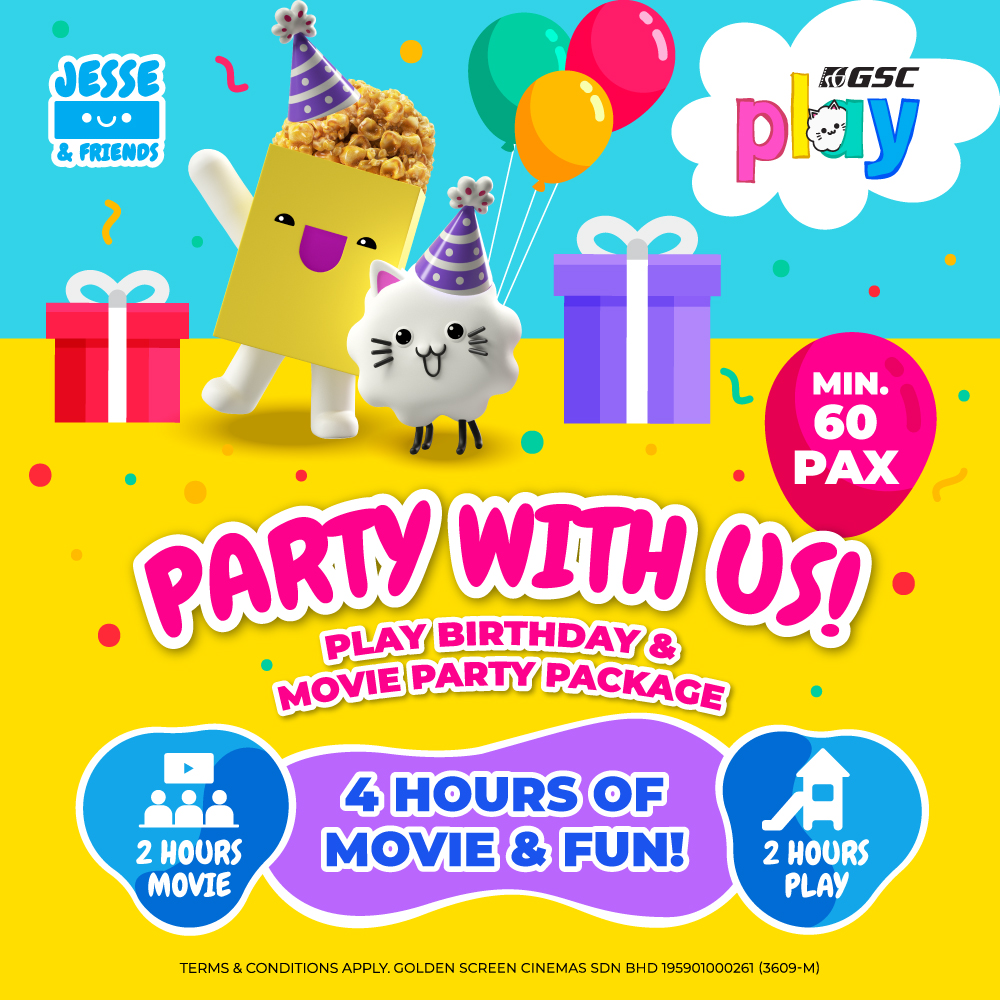 JESSE
& FRIENDS
GSC
play
MIN.
60
PAX
PARTY WITH US!
PLAY BIRTHDAY &
MOVIE PARTY PACKAGE
4 HOURS OF
MOVIE & FUN!
2 HOURS
MOVIE
2 HOURS
PLAY
TERMS & CONDITIONS APPLY. GOLDEN SCREEN CINEMAS SDN BHD 195901000261 (3609-M)